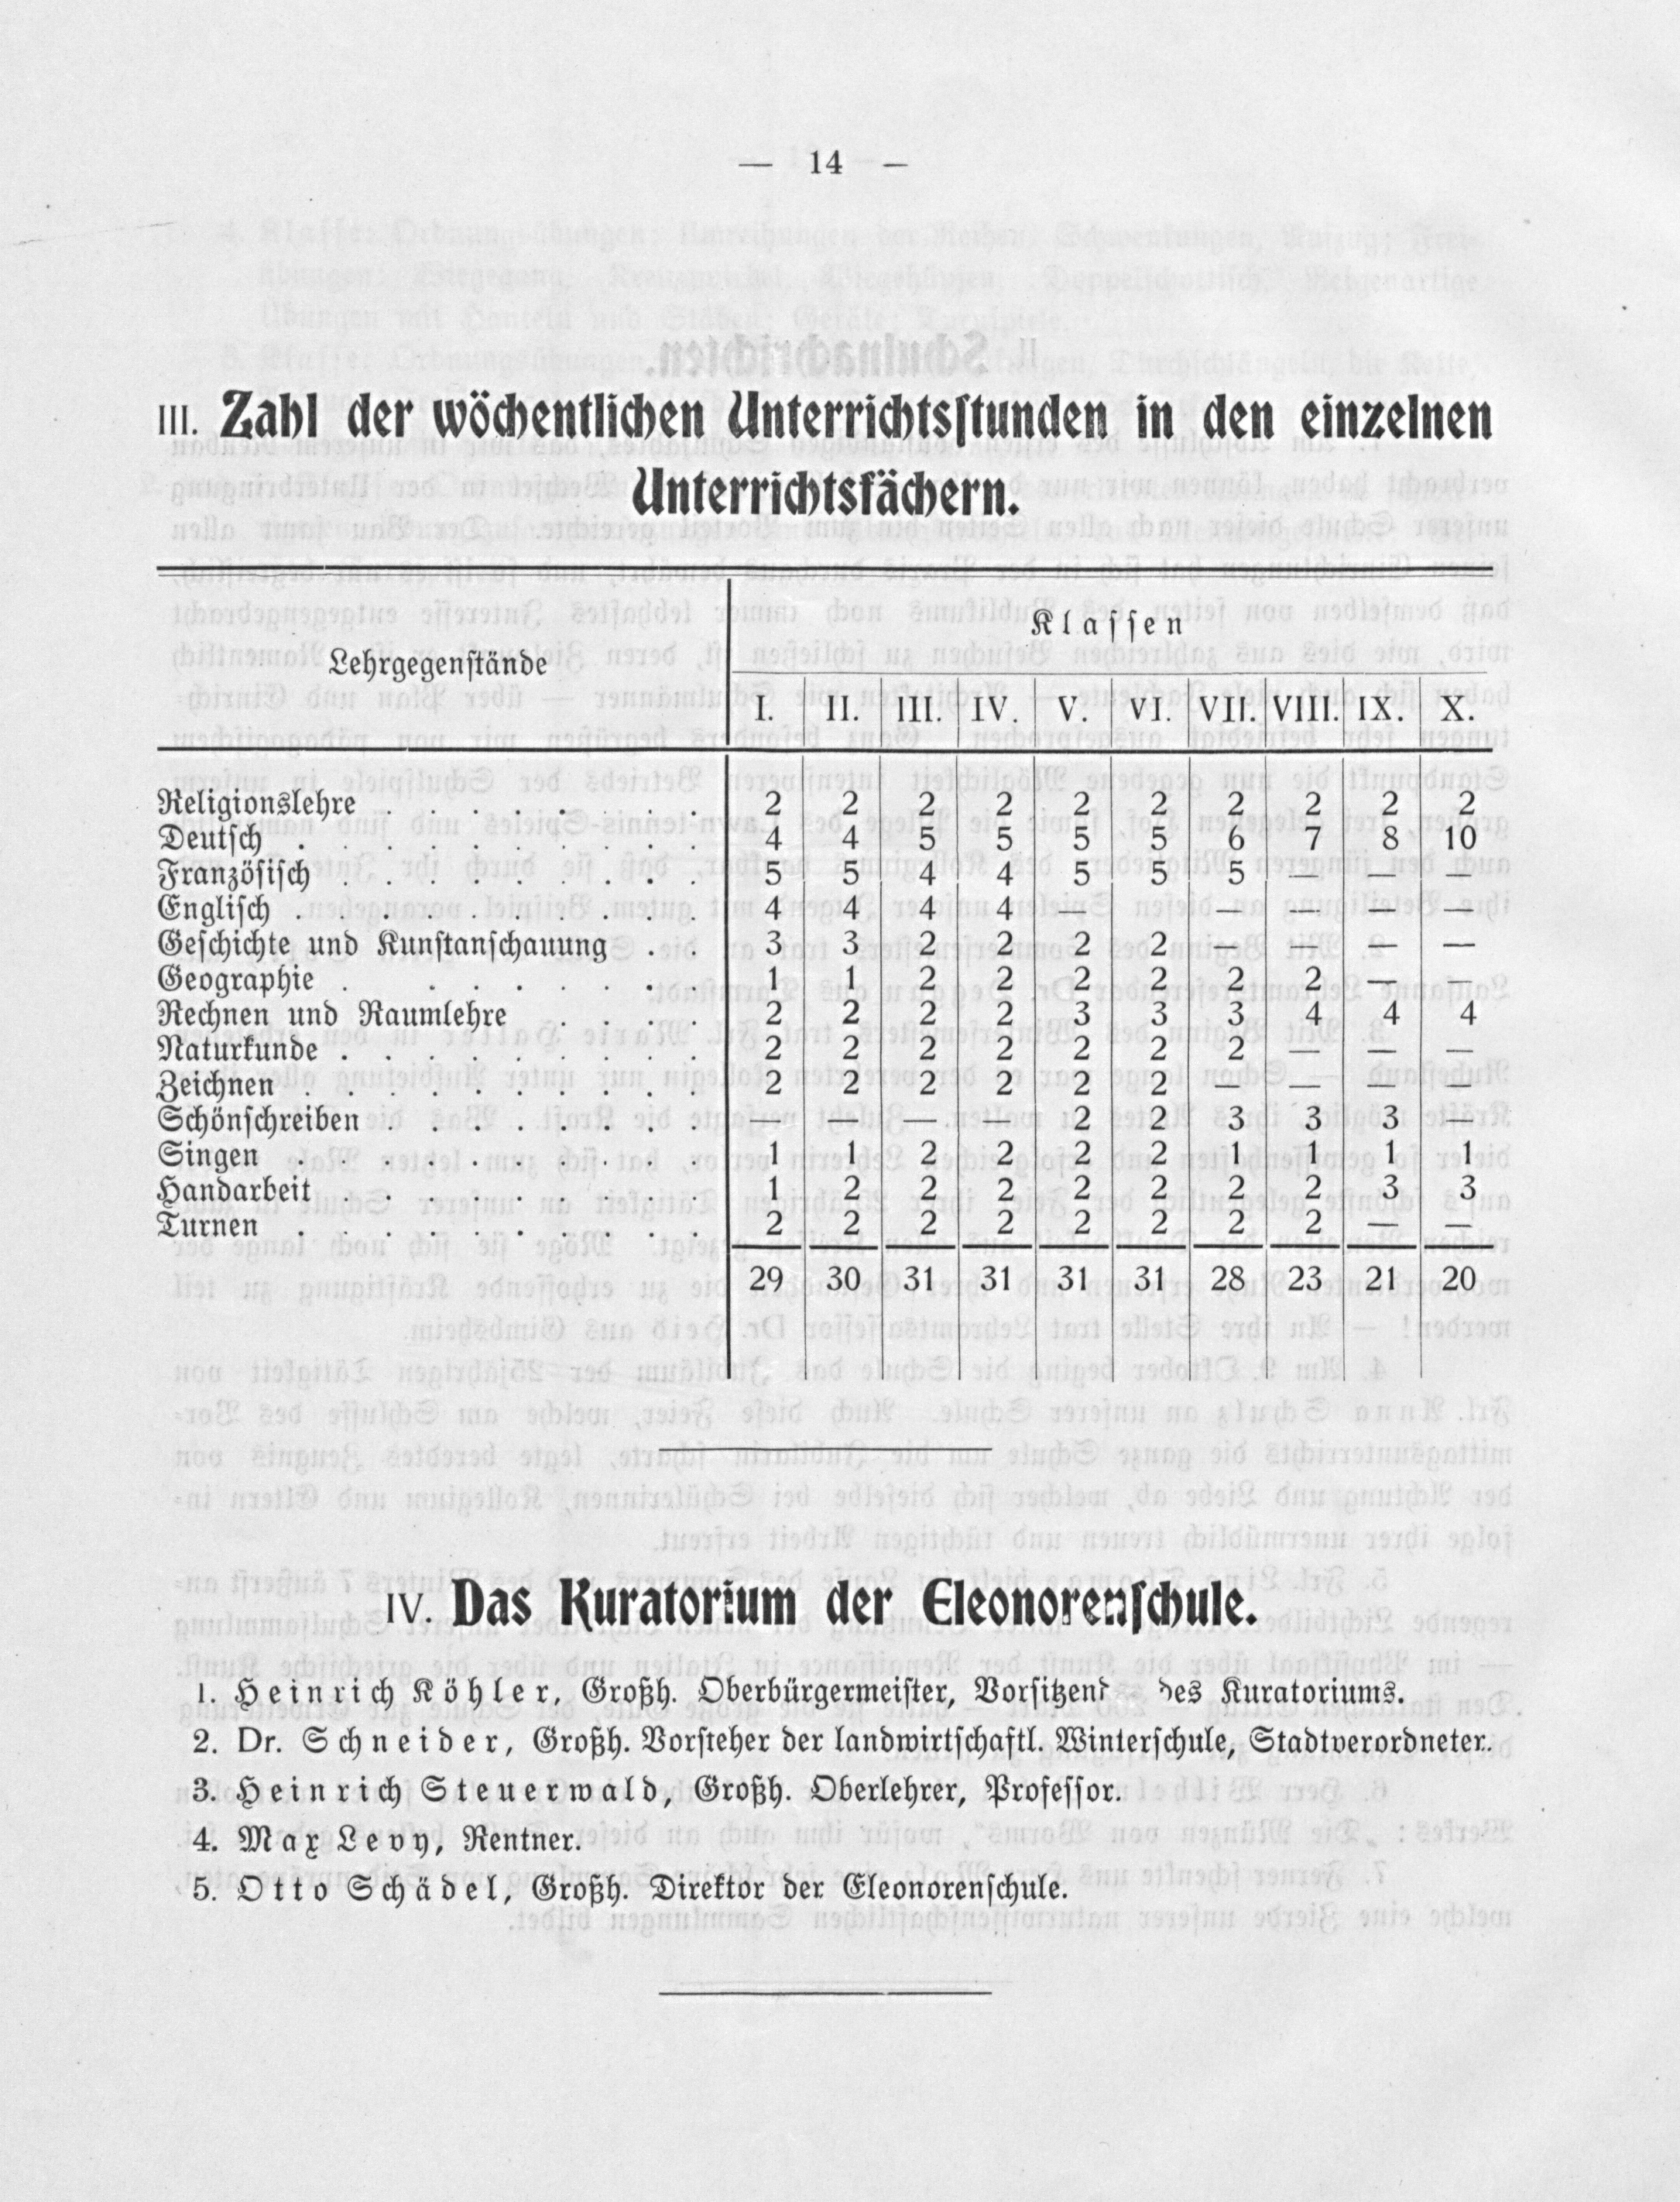 — 14 —
III. Zahl der wöchentlichen Unterrichtsstunden in den einzelnen
Unterrichtsfächern.
Lehrgegenstände
Klassen
I. II. III. IV. V. VI. VII. VIII. IX. X.
Religionslehre . . . . . . . . 2 2 2 2 2 2 2 2 2 2
Deutsch . . . . . . . . . . 4 4 5 5 5 5 6 7 8 10
Französisch . . . . . . . . . 5 5 4 4 5 5 5 — — —
Englisch . . . . . . . . . . 4 4 4 4 — — — — — —
Geschichte und Kunstanschauung . . 3 3 2 2 2 2 — — — —
Geographie . . . . . . . . 1 1 2 2 2 2 2 2 — —
Rechnen und Raumlehre . . . . 2 2 2 2 3 3 3 4 4 4
Naturkunde . . . . . . . . . 2 2 2 2 2 2 2 — — —
Zeichnen . . . . . . . . . . 2 2 2 2 2 2 — — — —
Schönschreiben . . . . . . . . — — — — 2 2 3 3 3 —
Singen . . . . . . . . . . 1 1 2 2 2 2 1 1 1 1
Handarbeit . . . . . . . . . 1 2 2 2 2 2 2 2 3 3
Turnen . . . . . . . . . . 2 2 2 2 2 2 2 2 — —
29 30 31 31 31 31 28 23 21 20
IV. Das Kuratorium der Eleonorenschule.
1. Heinrich Köhler, Großh. Oberbürgermeister, des Kuratoriums.
2. Dr. Schneider, Großh. Vorsteher der landwirtschaftl. Winterschule, Stadtverordneter.
3. Heinrich Steuerwald, Großh. Oberlehrer, Professor.
4. Max Levy, Rentner.
5. Otto Schädel, Großh. Direktor der Eleonorenschule.